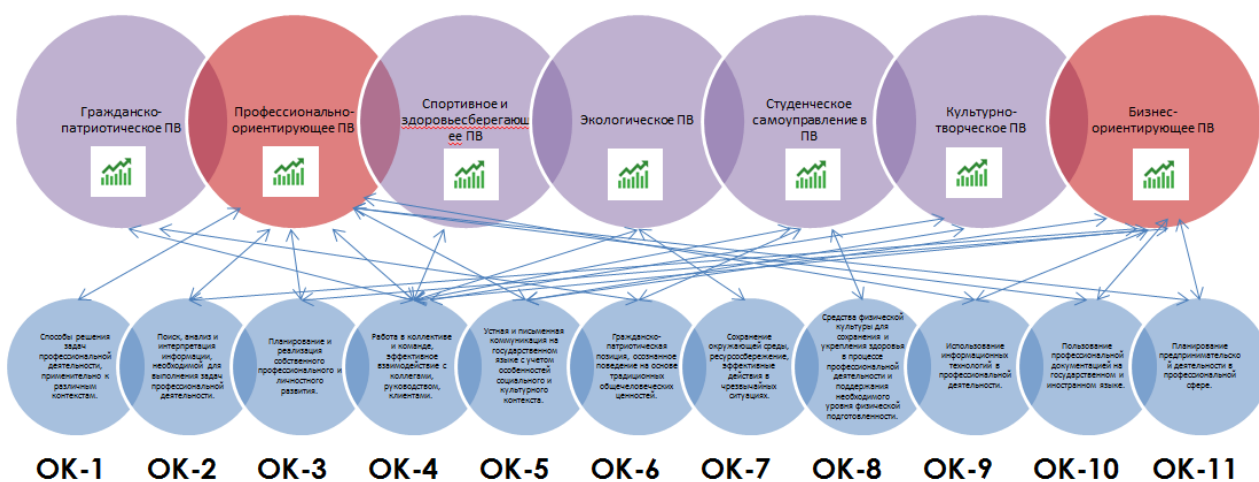 Гражданско-
патриотическое ПВ
Профессионально-
ориентирующее ПВ
Спортивное и
здоровьесберегающ
ее ПВ
Экологическое ПВ
Студенческое
самоуправление в
ПВ
Культурно-
творческое ПВ
Бизнес-
ориентирующее ПВ
Способы решения
задач
профессиональной
деятельности,
применительно к
различным
контекстам.
Поиск, анализ и
интерпретация
информации,
необходимой для
выполнения задач
профессиональной
деятельности.
Планирование и
реализация
собственного
профессионального и
личностного
развития.
Работа в коллективе
и команде,
эффективное
взаимодействие с
коллегами,
руководством,
клиентами.
Устная и письменная
коммуникация на
государственном
языке с учетом
особенностей
социального и
культурного
контекста.
Гражданско-
патриотическая
позиция, осознанное
поведение на основе
традиционных
общечеловеческих
ценностей.
Сохранение
окружающей среды,
ресурсосбережение,
эффективные
действия в
чрезвычайных
ситуациях.
Средства физической
культуры для
сохранения и
укрепления здоровья
в процессе
профессиональной
деятельности и
поддержания
необходимого
уровня физической
подготовленности.
Использование
информационных
технологий в
профессиональной
деятельности.
Пользование
профессиональной
документацией на
государственном и
иностранном языке.
Планирование
предпринимательско
й деятельности в
профессиональной
сфере.
ОК-1 ОК-2 ОК-3 ОК-4 ОК-5 ОК-6 ОК-7 ОК-8 ОК-9 ОК-10 ОК-11